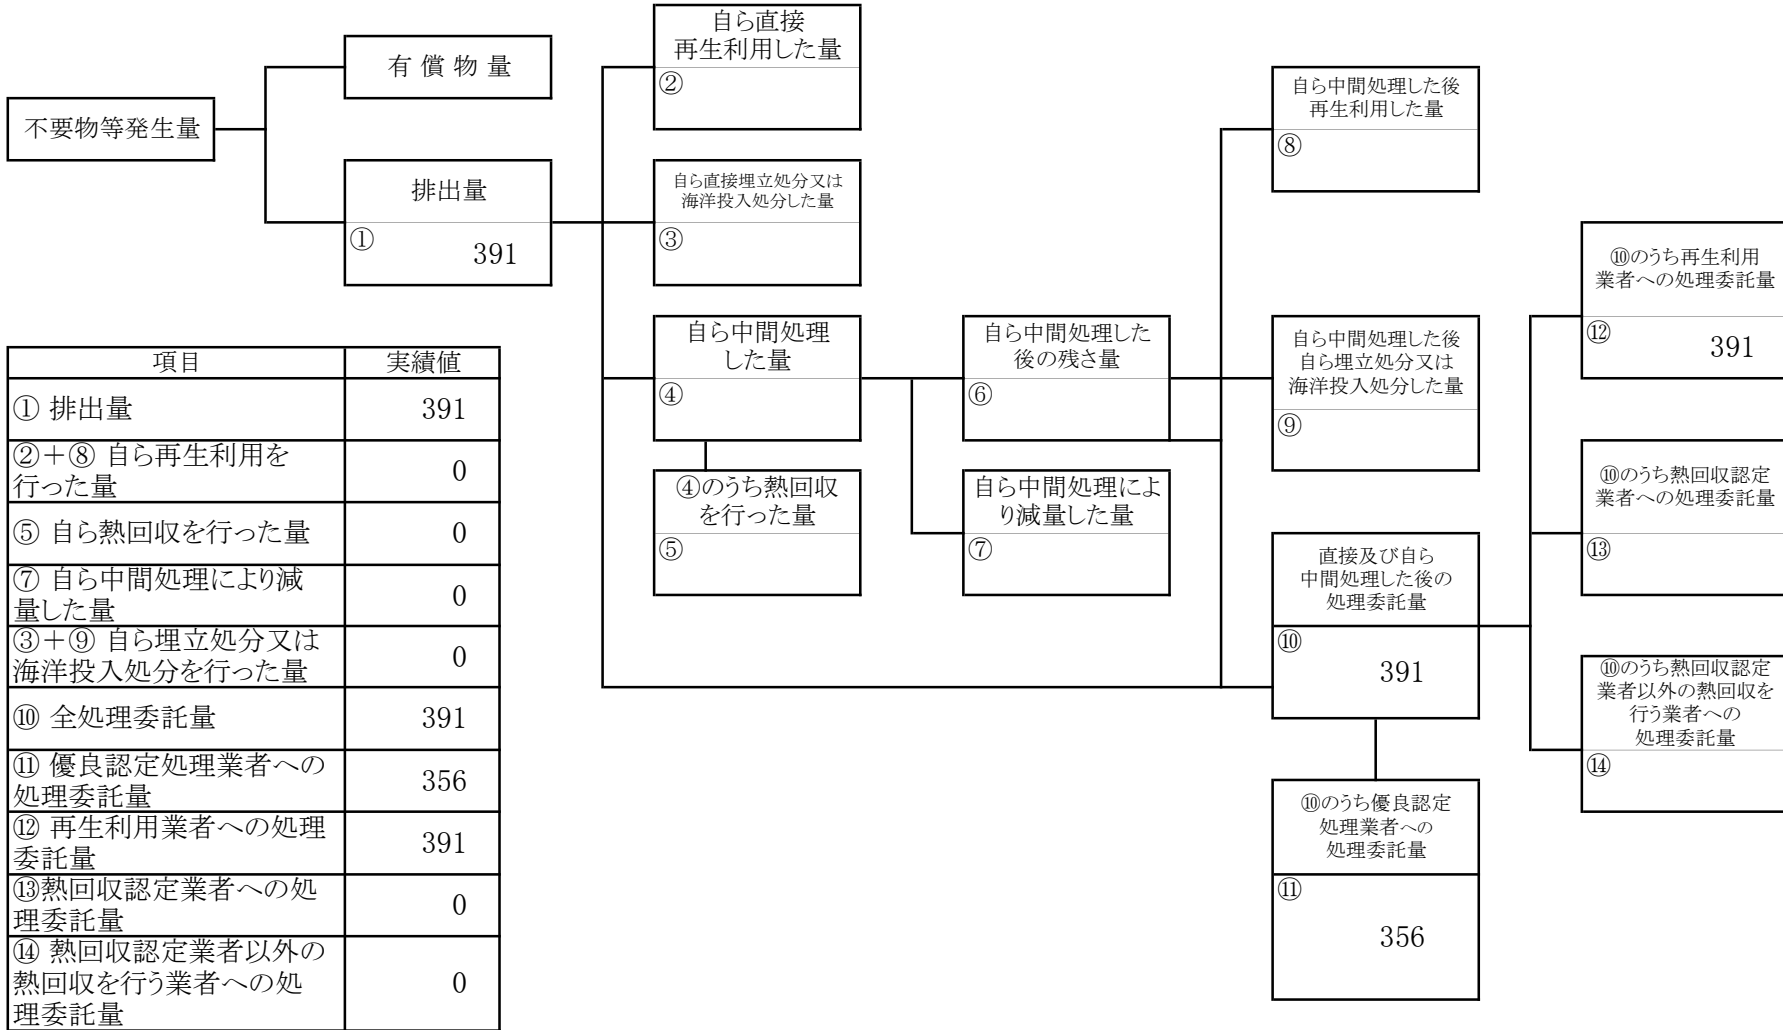 不要物等発生量
有償物量
排出量
①
391
自ら直接
再生利用した量
②
自ら直接埋立処分又は
海洋投入処分した量
③
自ら中間処理
した量
④
④のうち熱回収
を行った量
⑤
自ら中間処理した
後の残さ量
⑥
自ら中間処理によ
り減量した量
⑦
自ら中間処理した後
再生利用した量
⑧
自ら中間処理した後
自ら埋立処分又は
海洋投入処分した量
⑨
直接及び自ら
中間処理した後の
処理委託量
⑩
391
⑩のうち優良認定
処理業者への
処理委託量
⑪
356
⑩のうち再生利用
業者への処理委託量
⑫
391
⑩のうち熱回収認定
業者への処理委託量
⑬
⑩のうち熱回収認定
業者以外の熱回収を
行う業者への
処理委託量
⑭
項目 実績値
① 排出量 391
②＋⑧ 自ら再生利用を
行った量 0
⑤ 自ら熱回収を行った量 0
⑦ 自ら中間処理により減
量した量 0
③＋⑨ 自ら埋立処分又は
海洋投入処分を行った量 0
⑩ 全処理委託量 391
⑪ 優良認定処理業者への
処理委託量 356
⑫ 再生利用業者への処理
委託量 391
⑬熱回収認定業者への処
理委託量 0
⑭ 熱回収認定業者以外の
熱回収を行う業者への処
理委託量 0